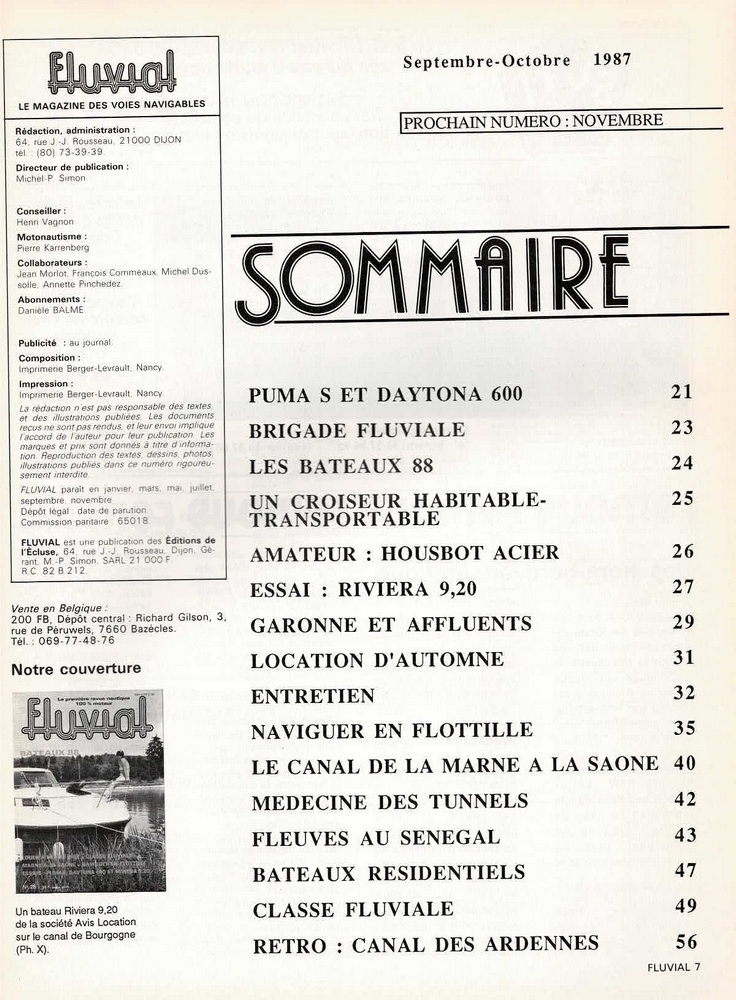 Fluvial
LE MAGAZINE DES VOIES NAVIGABLES
Rédaction, administration :
64, rue J.-J. Rousseau, 21000 DIJON
tél. : (80) 73-39-39.
Directeur de publication :
Michel-P. Simon
Conseiller :
Henri Vagnon
Motonautisme :
Pierre Karrenberg
Collaborateurs :
Jean Morlot, François Commeaux, Michel Dus-
solle, Annette Pinchedez.
Abonnements :
Danièle BALME
Publicité : au journal.
Composition :
Imprimerie Berger-Levrault, Nancy
Impression :
Imprimerie Berger-Levrault, Nancy
La rédaction n'est pas responsable des textes,
et des illustrations publiées. Les documents
reçus ne sont pas rendus, et leur envoi implique
l'accord de l'auteur pour leur publication. Les
marques et prix sont donnés à titre d'informa-
tion. Reproduction des textes, dessins, photos,
illustrations publiés dans ce numéro rigoureu-
sement interdite.
FLUVIAL paraît en janvier, mars, mai, juillet,
septembre, novembre.
Dépôt légal : date de parution.
Commission paritaire : 65018.
FLUVIAL est une publication des Éditions de
l'Écluse, 64, rue J.-J. Rousseau, Dijon, Gé-
rant, M.-P. Simon, SARL 21 000 F
R.C. 82 B 212.
Vente en Belgique :
200 FB, Dépôt central : Richard Gilson, 3,
rue de Péruwels, 7660 Bazècles.
Tél. : 069-77-48-76
Notre couverture
La première revue nautique
100 % moteur
fluvial
BATEAUX 88
Un bateau Riviera 9,20
de la société Avis Location
sur le canal de Bourgogne
(Ph. X).
Septembre-Octobre 1987
PROCHAIN NUMERO : NOVEMBRE
SOMMAIRE
PUMA S ET DAYTONA 600 21
BRIGADE FLUVIALE 23
LES BATEAUX 88 24
UN CROISEUR HABITABLE- 25
TRANSPORTABLE
AMATEUR : HOUSBOT ACIER 26
ESSAI : RIVIERA 9,20 27
GARONNE ET AFFLUENTS 29
LOCATION D'AUTOMNE 31
ENTRETIEN 32
NAVIGUER EN FLOTTILLE 35
LE CANAL DE LA MARNE A LA SAONE 40
MEDECINE DES TUNNELS 42
FLEUVES AU SENEGAL 43
BATEAUX RESIDENTIELS 47
CLASSE FLUVIALE 49
RETRO : CANAL DES ARDENNES 56
FLUVIAL 7